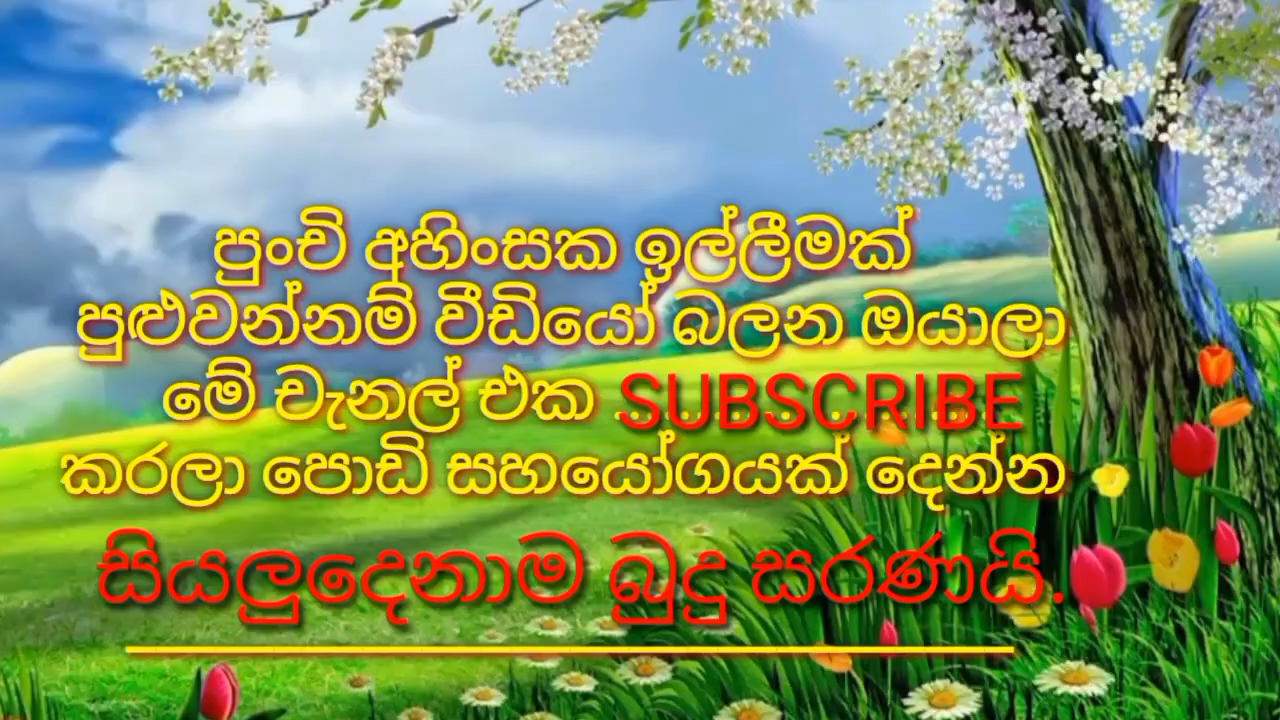 පුංචි අහිංසක ඉල්ලීමක්
පුළුවන්නම් වීඩියෝ බලන ඔයාලා
මේ චැනල් එක SUBSCRIBE
කරලා පොඩි සහයෝගයක් දෙන්න
සියලුදෙනාම බුදු සරණයි.